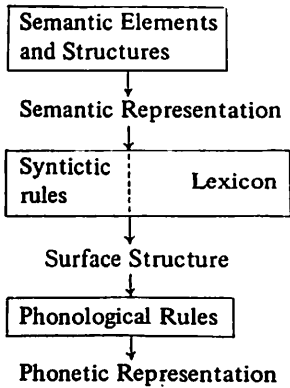 Semantic Elements
and Structures
Semantic Representation
Syntictic
rules
Lexicon
Surface Structure
Phonological Rules
Phonetic Representation